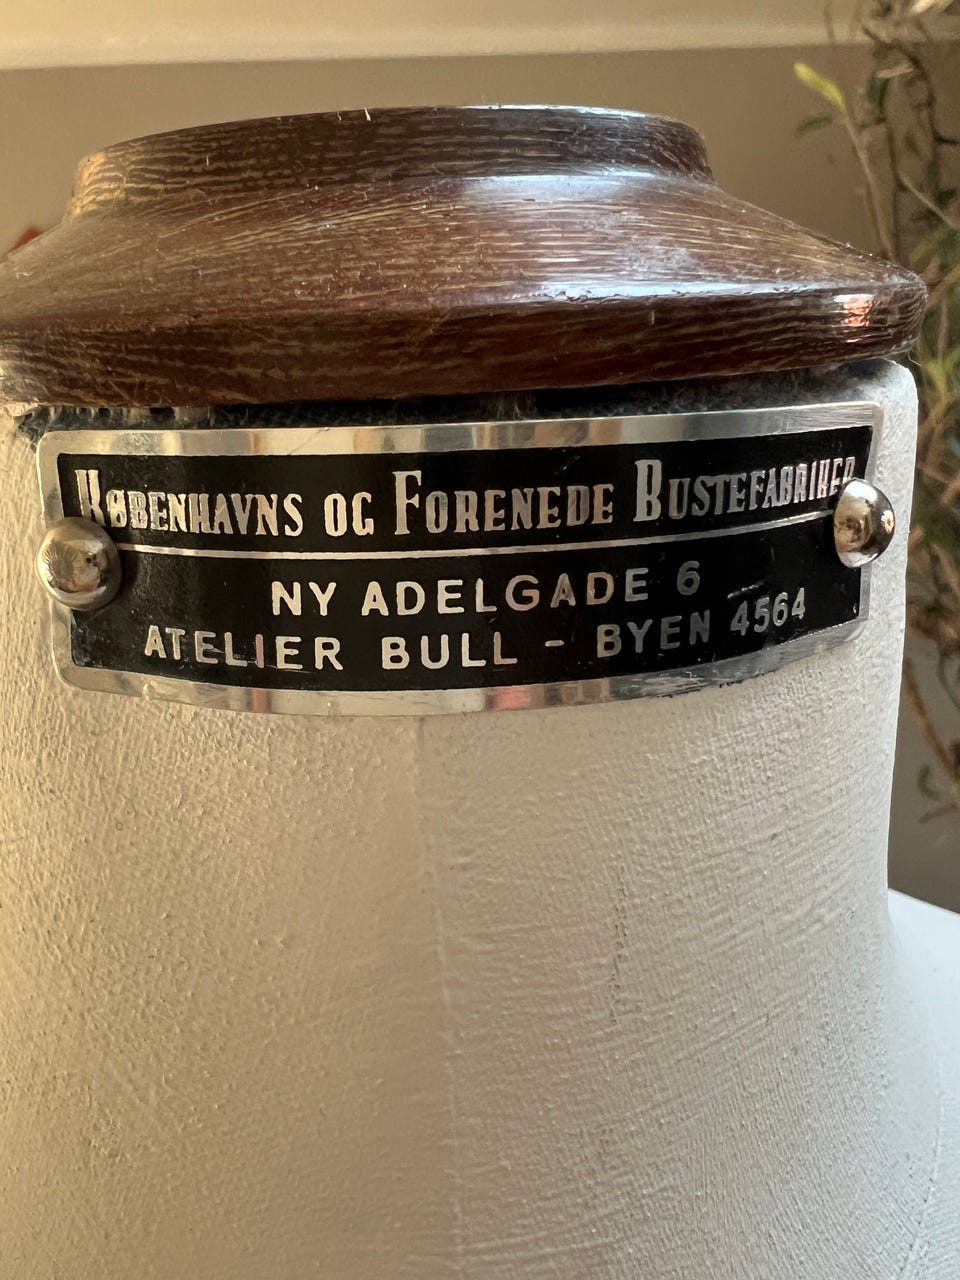 KØBENHAVNS OG FORENEDE BUSTEFABRIKER
NY ADELGADE 6
ATELIER BULL - BYEN 4564